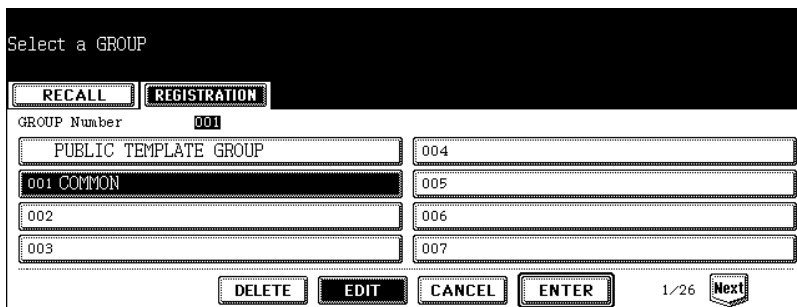 Select a GROUP
RECALL REGISTRATION
GROUP Number 001
PUBLIC TEMPLATE GROUP 004
001 COMMON 005
002 006
003 007
DELETE EDIT CANCEL ENTER 1/26 Next